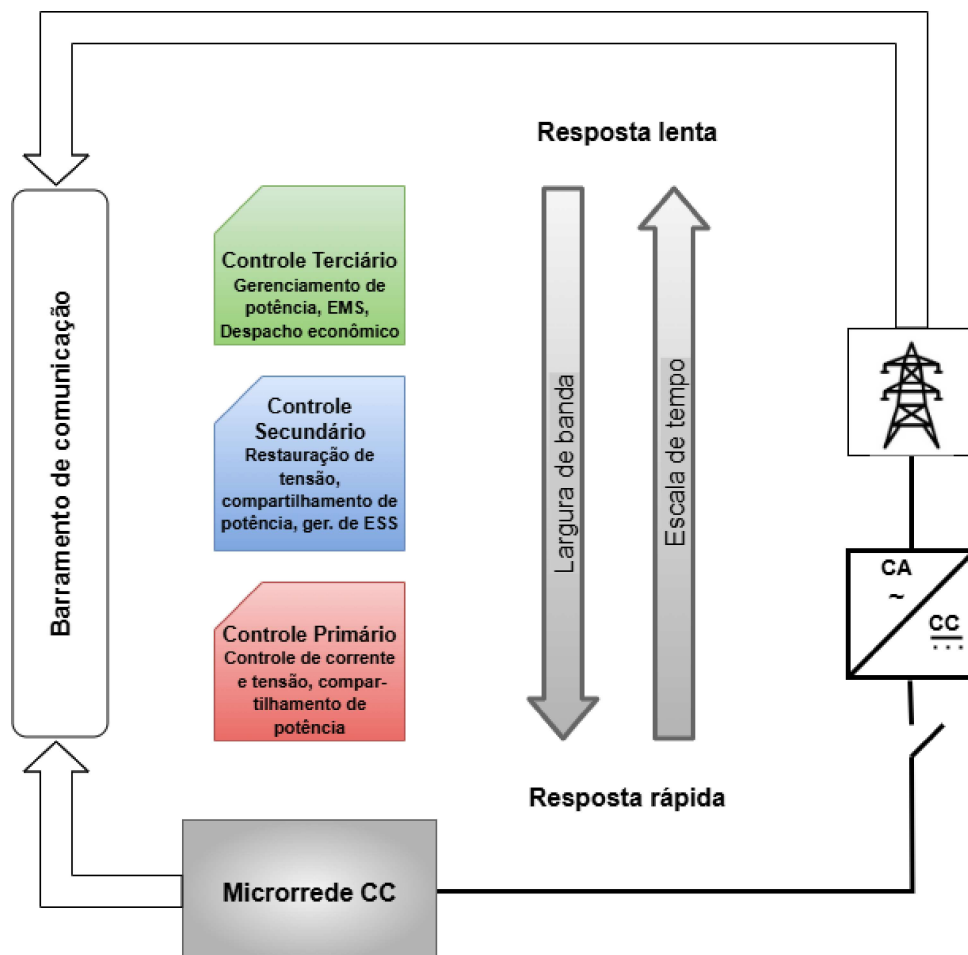 Resposta lenta
Barramento de comunicação
Controle Terciário
Gerenciamento de
potência, EMS,
Despacho econômico
Controle
Secundário
Restauração de
tensão,
compartilhamento de
potência, ger. de ESS
Controle Primário
Controle de corrente
e tensão, compar-
tilhamento de
potência
Largura de banda
Escala de tempo
CA
~
CC
Resposta rápida
Microrrede CC